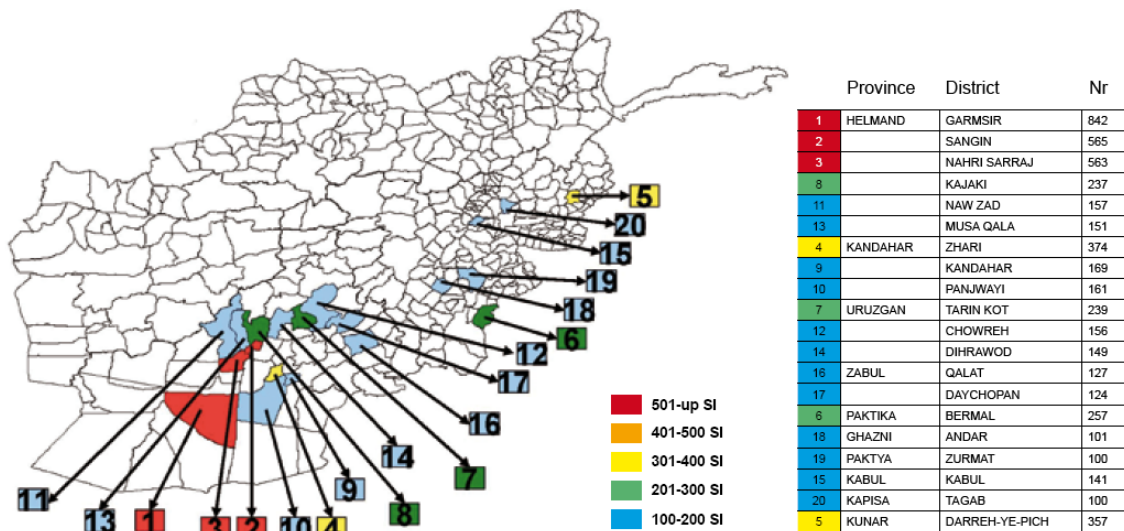 5
20
15
19
18
6
12
17
16
14
7
11
13
1
3
2
10
4
9
8
501-up SI
401-500 SI
301-400 SI
201-300 SI
100-200 SI
Province District Nr
1 HELMAND GARMSIR 842
2 SANGIN 565
3 NAHRI SARRAJ 563
8 KAJAKI 237
11 NAW ZAD 157
13 MUSA QALA 151
4 KANDAHAR ZHARI 374
9 KANDAHAR 169
10 PANJWAYI 161
7 URUZGAN TARIN KOT 239
12 CHOWREH 156
14 DIHRAWOD 149
16 ZABUL QALAT 127
17 DAYCHOPAN 124
6 PAKTIKA BERMAL 257
18 GHAZNI ANDAR 101
19 PAKTYA ZURMAT 100
15 KABUL KABUL 141
20 KAPISA TAGAB 100
5 KUNAR DARREH-YE-PICH 357